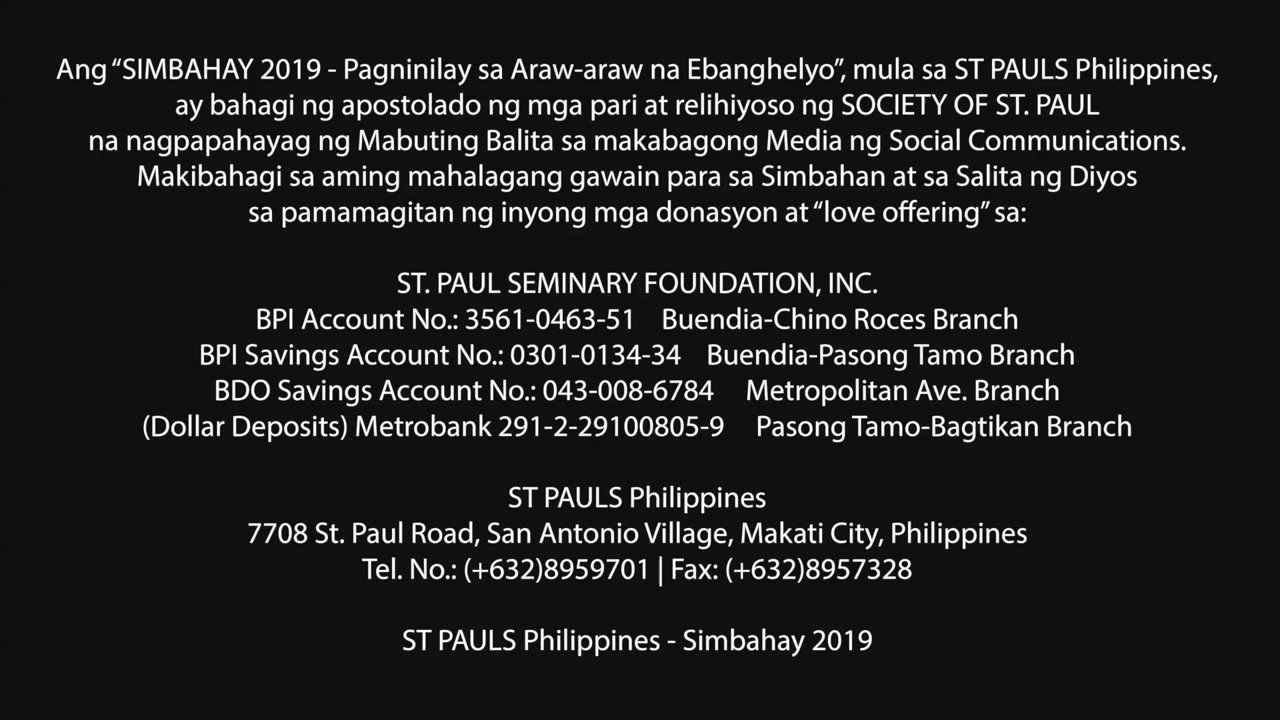 Ang “SIMBAHAY 2019 - Pagninilay sa Araw-araw na Ebanghelyo”, mula sa ST PAULS Philippines,
ay bahagi ng apostolado ng mga pari at relihiyoso ng SOCIETY OF ST. PAUL
na nagpapahayag ng Mabuting Balita sa makabagong Media ng Social Communications.
Makibahagi sa aming mahalagang gawain para sa Simbahan at sa Salita ng Diyos
sa pamamagitan ng inyong mga donasyon at “love offering” sa:
ST. PAUL SEMINARY FOUNDATION, INC.
BPI Account No.: 3561-0463-51 Buendia-Chino Roces Branch
BPI Savings Account No.: 0301-0134-34 Buendia-Pasong Tamo Branch
BDO Savings Account No.: 043-008-6784 Metropolitan Ave. Branch
(Dollar Deposits) Metrobank 291-2-29100805-9 Pasong Tamo-Bagtikan Branch
ST PAULS Philippines
7708 St. Paul Road, San Antonio Village, Makati City, Philippines
Tel. No.: (+632)8959701 | Fax: (+632)8957328
ST PAULS Philippines - Simbahay 2019